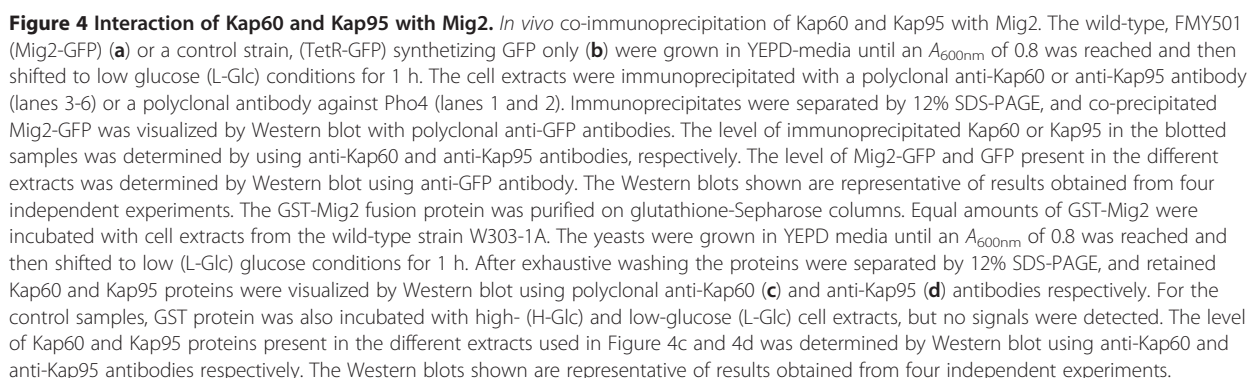 Figure 4 Interaction of Kap60 and Kap95 with Mig2. In vivo co-immunoprecipitation of Kap60 and Kap95 with Mig2. The wild-type, FMY501
(Mig2-GFP) (a) or a control strain, (TetR-GFP) synthetizing GFP only (b) were grown in YEPD-media until an A600nm of 0.8 was reached and then
shifted to low glucose (L-Glc) conditions for 1 h. The cell extracts were immunoprecipitated with a polyclonal anti-Kap60 or anti-Kap95 antibody
(lanes 3-6) or a polyclonal antibody against Pho4 (lanes 1 and 2). Immunoprecipitates were separated by 12% SDS-PAGE, and co-precipitated
Mig2-GFP was visualized by Western blot with polyclonal anti-GFP antibodies. The level of immunoprecipitated Kap60 or Kap95 in the blotted
samples was determined by using anti-Kap60 and anti-Kap95 antibodies, respectively. The level of Mig2-GFP and GFP present in the different
extracts was determined by Western blot using anti-GFP antibody. The Western blots shown are representative of results obtained from four
independent experiments. The GST-Mig2 fusion protein was purified on glutathione-Sepharose columns. Equal amounts of GST-Mig2 were
incubated with cell extracts from the wild-type strain W303-1A. The yeasts were grown in YEPD media until an A600nm of 0.8 was reached and
then shifted to low (L-Glc) glucose conditions for 1 h. After exhaustive washing the proteins were separated by 12% SDS-PAGE, and retained
Kap60 and Kap95 proteins were visualized by Western blot using polyclonal anti-Kap60 (c) and anti-Kap95 (d) antibodies respectively. For the
control samples, GST protein was also incubated with high- (H-Glc) and low-glucose (L-Glc) cell extracts, but no signals were detected. The level
of Kap60 and Kap95 proteins present in the different extracts used in Figure 4c and 4d was determined by Western blot using anti-Kap60 and
anti-Kap95 antibodies respectively. The Western blots shown are representative of results obtained from four independent experiments.